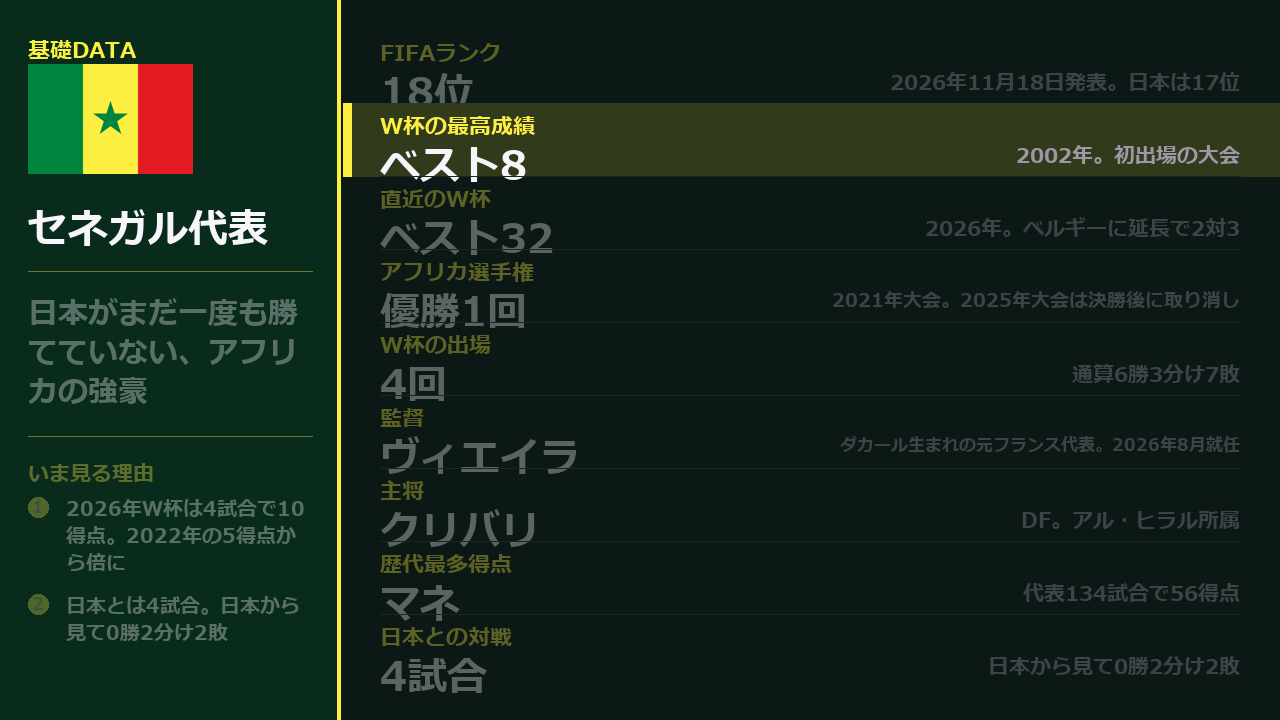 基礎DATA
セネガル代表
日本がまだ一度も勝
てていない、アフリ
カの強豪
いま見る理由
1 2026年W杯は4試合で10
得点。2022年の5得点か
ら倍に
2 日本とは4試合。日本から
見て0勝2分け2敗
FIFAランク
18位 2026年11月18日発表。日本は17位
W杯の最高成績
ベスト8 2002年。初出場の大会
直近のW杯
ベスト32 2026年。ベルギーに延長で2対3
アフリカ選手権
優勝1回 2021年大会。2025年大会は決勝後に取り消し
W杯の出場
4回 通算6勝3分け7敗
監督
ヴィエイラ ダカール生まれの元フランス代表。2026年8月就任
主将
クリバリ DF。アル・ヒラル所属
歴代最多得点
マネ 代表134試合で56得点
日本との対戦
4試合 日本から見て0勝2分け2敗